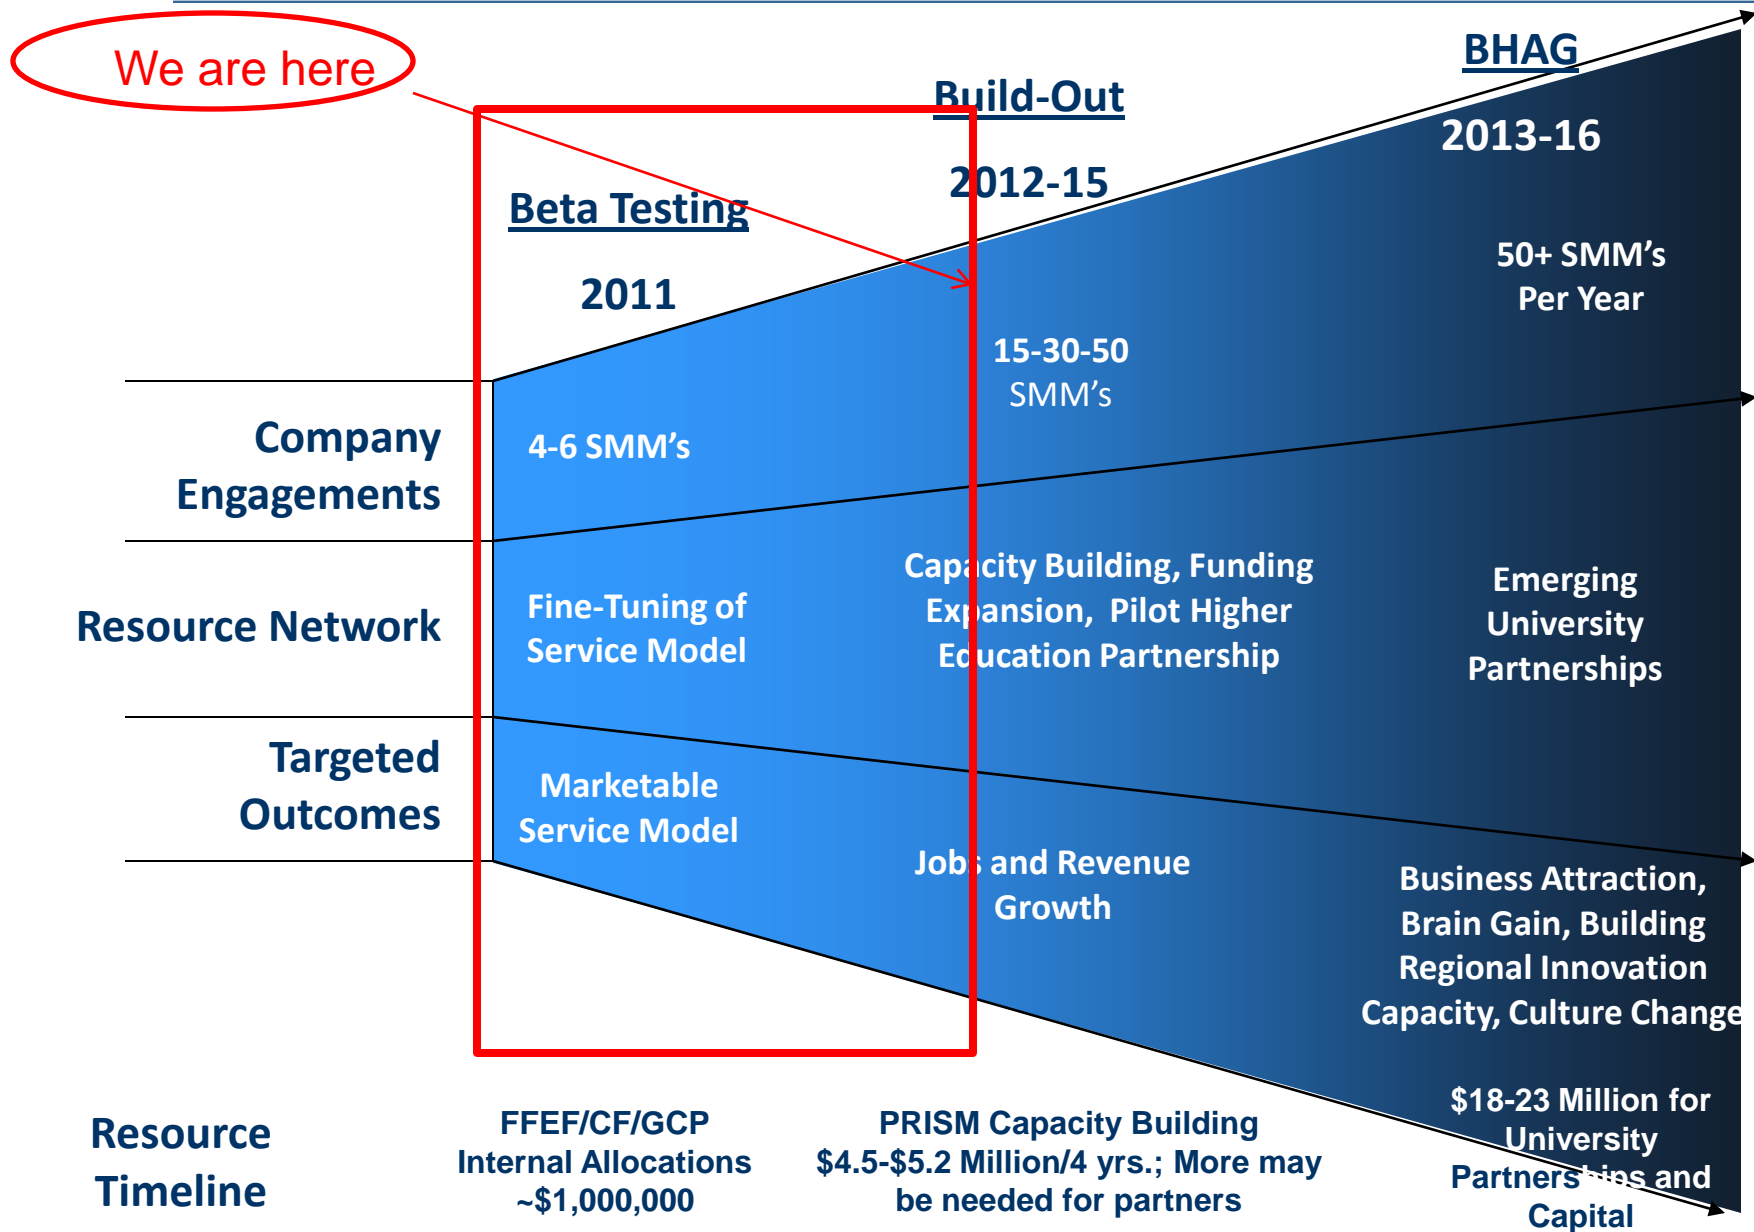 We are here
BHAG
Build-Out
2013-16
2012-15
Beta Testing
2011
50+ SMM’s
Per Year
15-30-50
SMM’s
Company
Engagements
4-6 SMM’s
Resource Network
Fine-Tuning of
Service Model
Capacity Building, Funding
Expansion, Pilot Higher
Education Partnership
Emerging
University
Partnerships
Targeted
Outcomes
Marketable
Service Model
Jobs and Revenue
Growth
Business Attraction,
Brain Gain, Building
Regional Innovation
Capacity, Culture Change
Resource
Timeline
FFEF/CF/GCP
Internal Allocations
~$1,000,000
PRISM Capacity Building
$4.5-$5.2 Million/4 yrs.; More may
be needed for partners
$18-23 Million for
University
Partnerships and
Capital